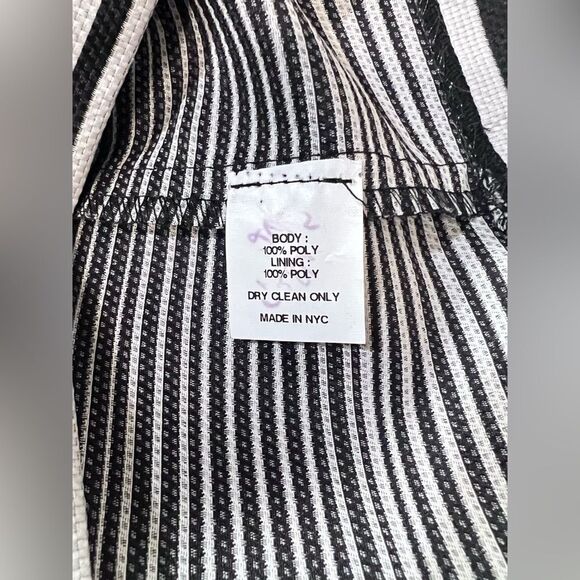 BODY :
100% POLY
LINING :
100% POLY
DRY CLEAN ONLY
MADE IN NYC